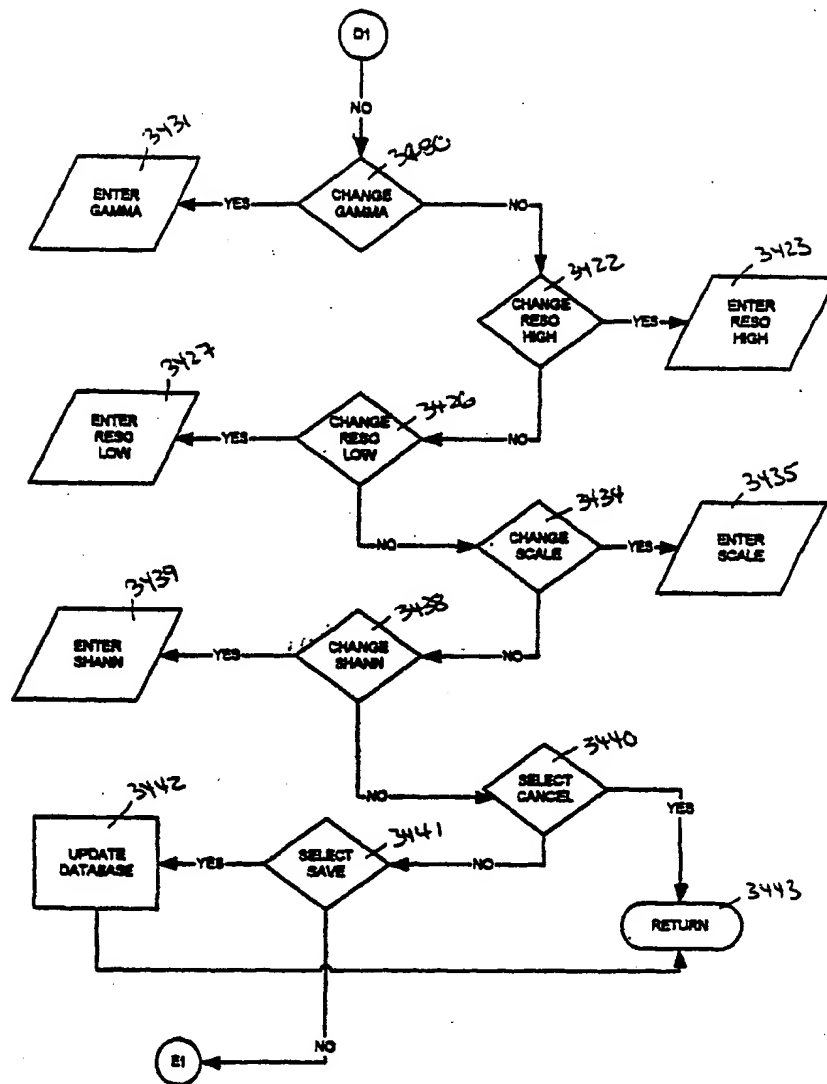 D1
NO
3431
3480
ENTER
GAMMA
YES
CHANGE
GAMMA
NO
3422
3423
CHANGE
RESO
HIGH
YES
ENTER
RESO
HIGH
3427
3426
ENTER
RESO
LOW
YES
CHANGE
RESO
LOW
NO
3434
3435
NO
CHANGE
SCALE
YES
ENTER
SCALE
3439
3438
ENTER
SHANN
YES
CHANGE
SHANN
NO
3440
NO
SELECT
CANCEL
YES
3442
3441
UPDATE
DATABASE
YES
SELECT
SAVE
NO
3443
RETURN
NO
E1